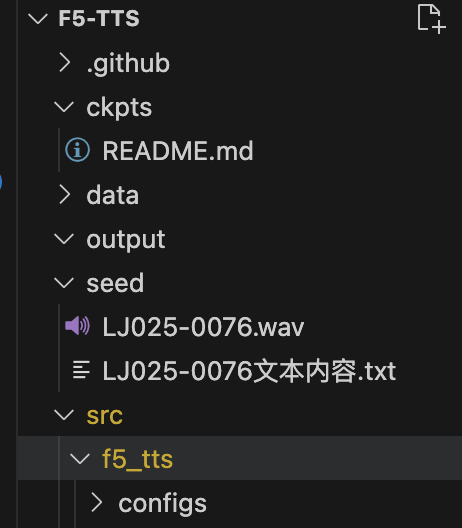 F5-TTS
.github
ckpts
README.md
data
output
seed
LJ025-0076.wav
LJ025-0076文本内容.txt
src
f5_tts
configs